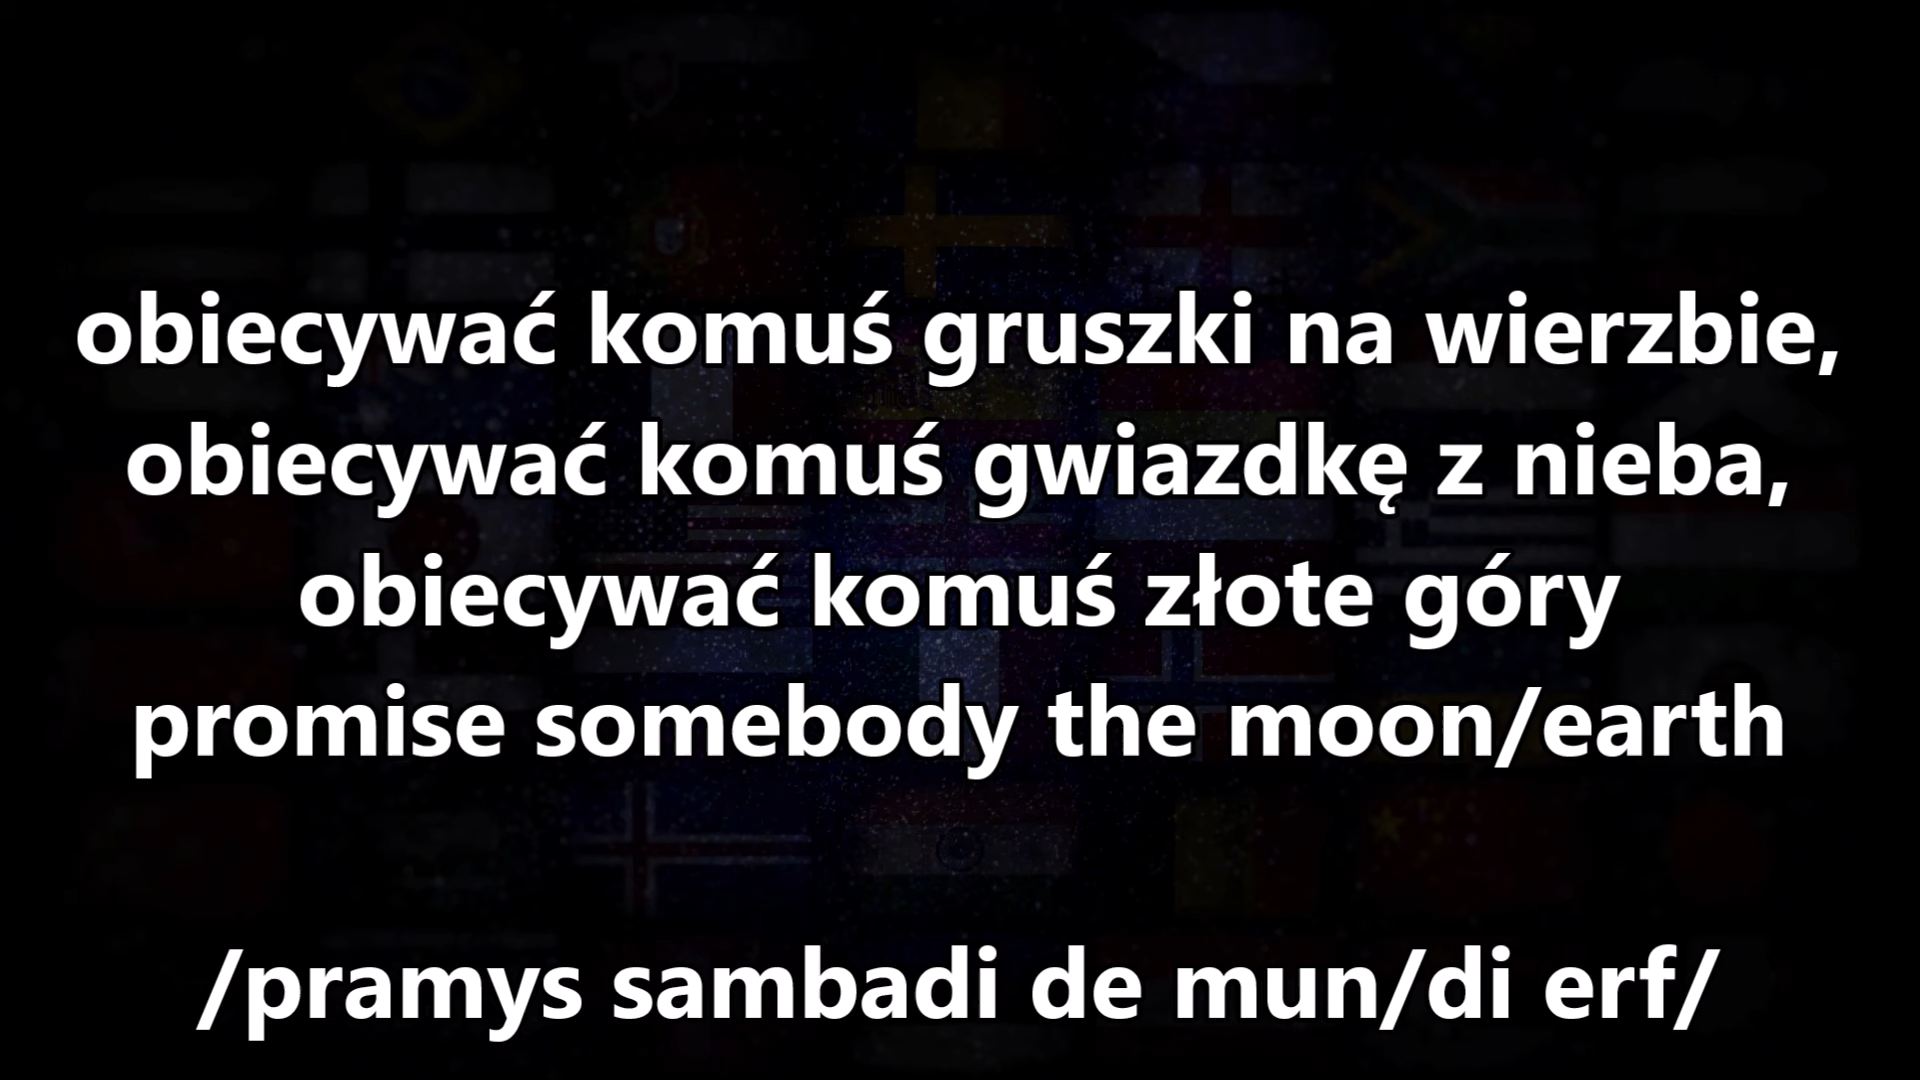 obiecywać komuś gruszki na wierzbie,
obiecywać komuś gwiazdkę z nieba,
obiecywać komuś złote góry
promise somebody the moon/earth
/pramys sambadi de mun/di erf/